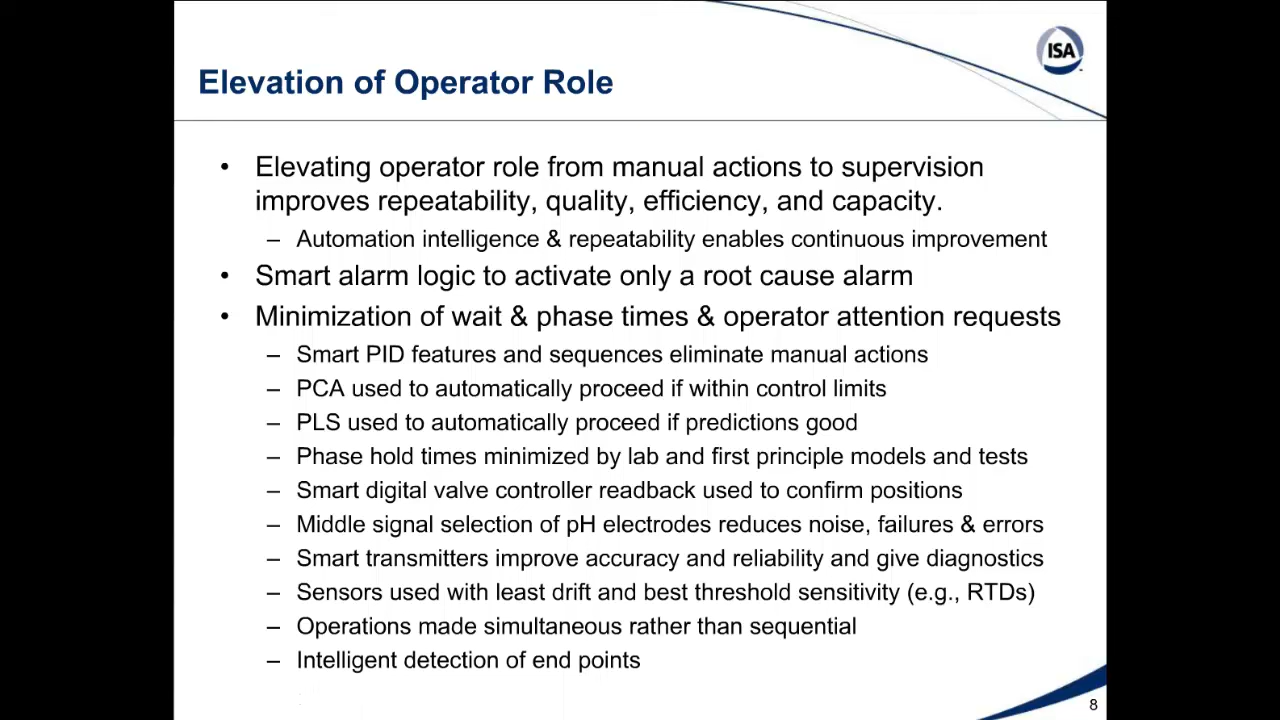 ISA
Elevation of Operator Role
• Elevating operator role from manual actions to supervision
improves repeatability, quality, efficiency, and capacity.
– Automation intelligence & repeatability enables continuous improvement
• Smart alarm logic to activate only a root cause alarm
• Minimization of wait & phase times & operator attention requests
– Smart PID features and sequences eliminate manual actions
– PCA used to automatically proceed if within control limits
– PLS used to automatically proceed if predictions good
– Phase hold times minimized by lab and first principle models and tests
– Smart digital valve controller readback used to confirm positions
– Middle signal selection of pH electrodes reduces noise, failures & errors
– Smart transmitters improve accuracy and reliability and give diagnostics
– Sensors used with least drift and best threshold sensitivity (e.g., RTDs)
– Operations made simultaneous rather than sequential
– Intelligent detection of end points
8